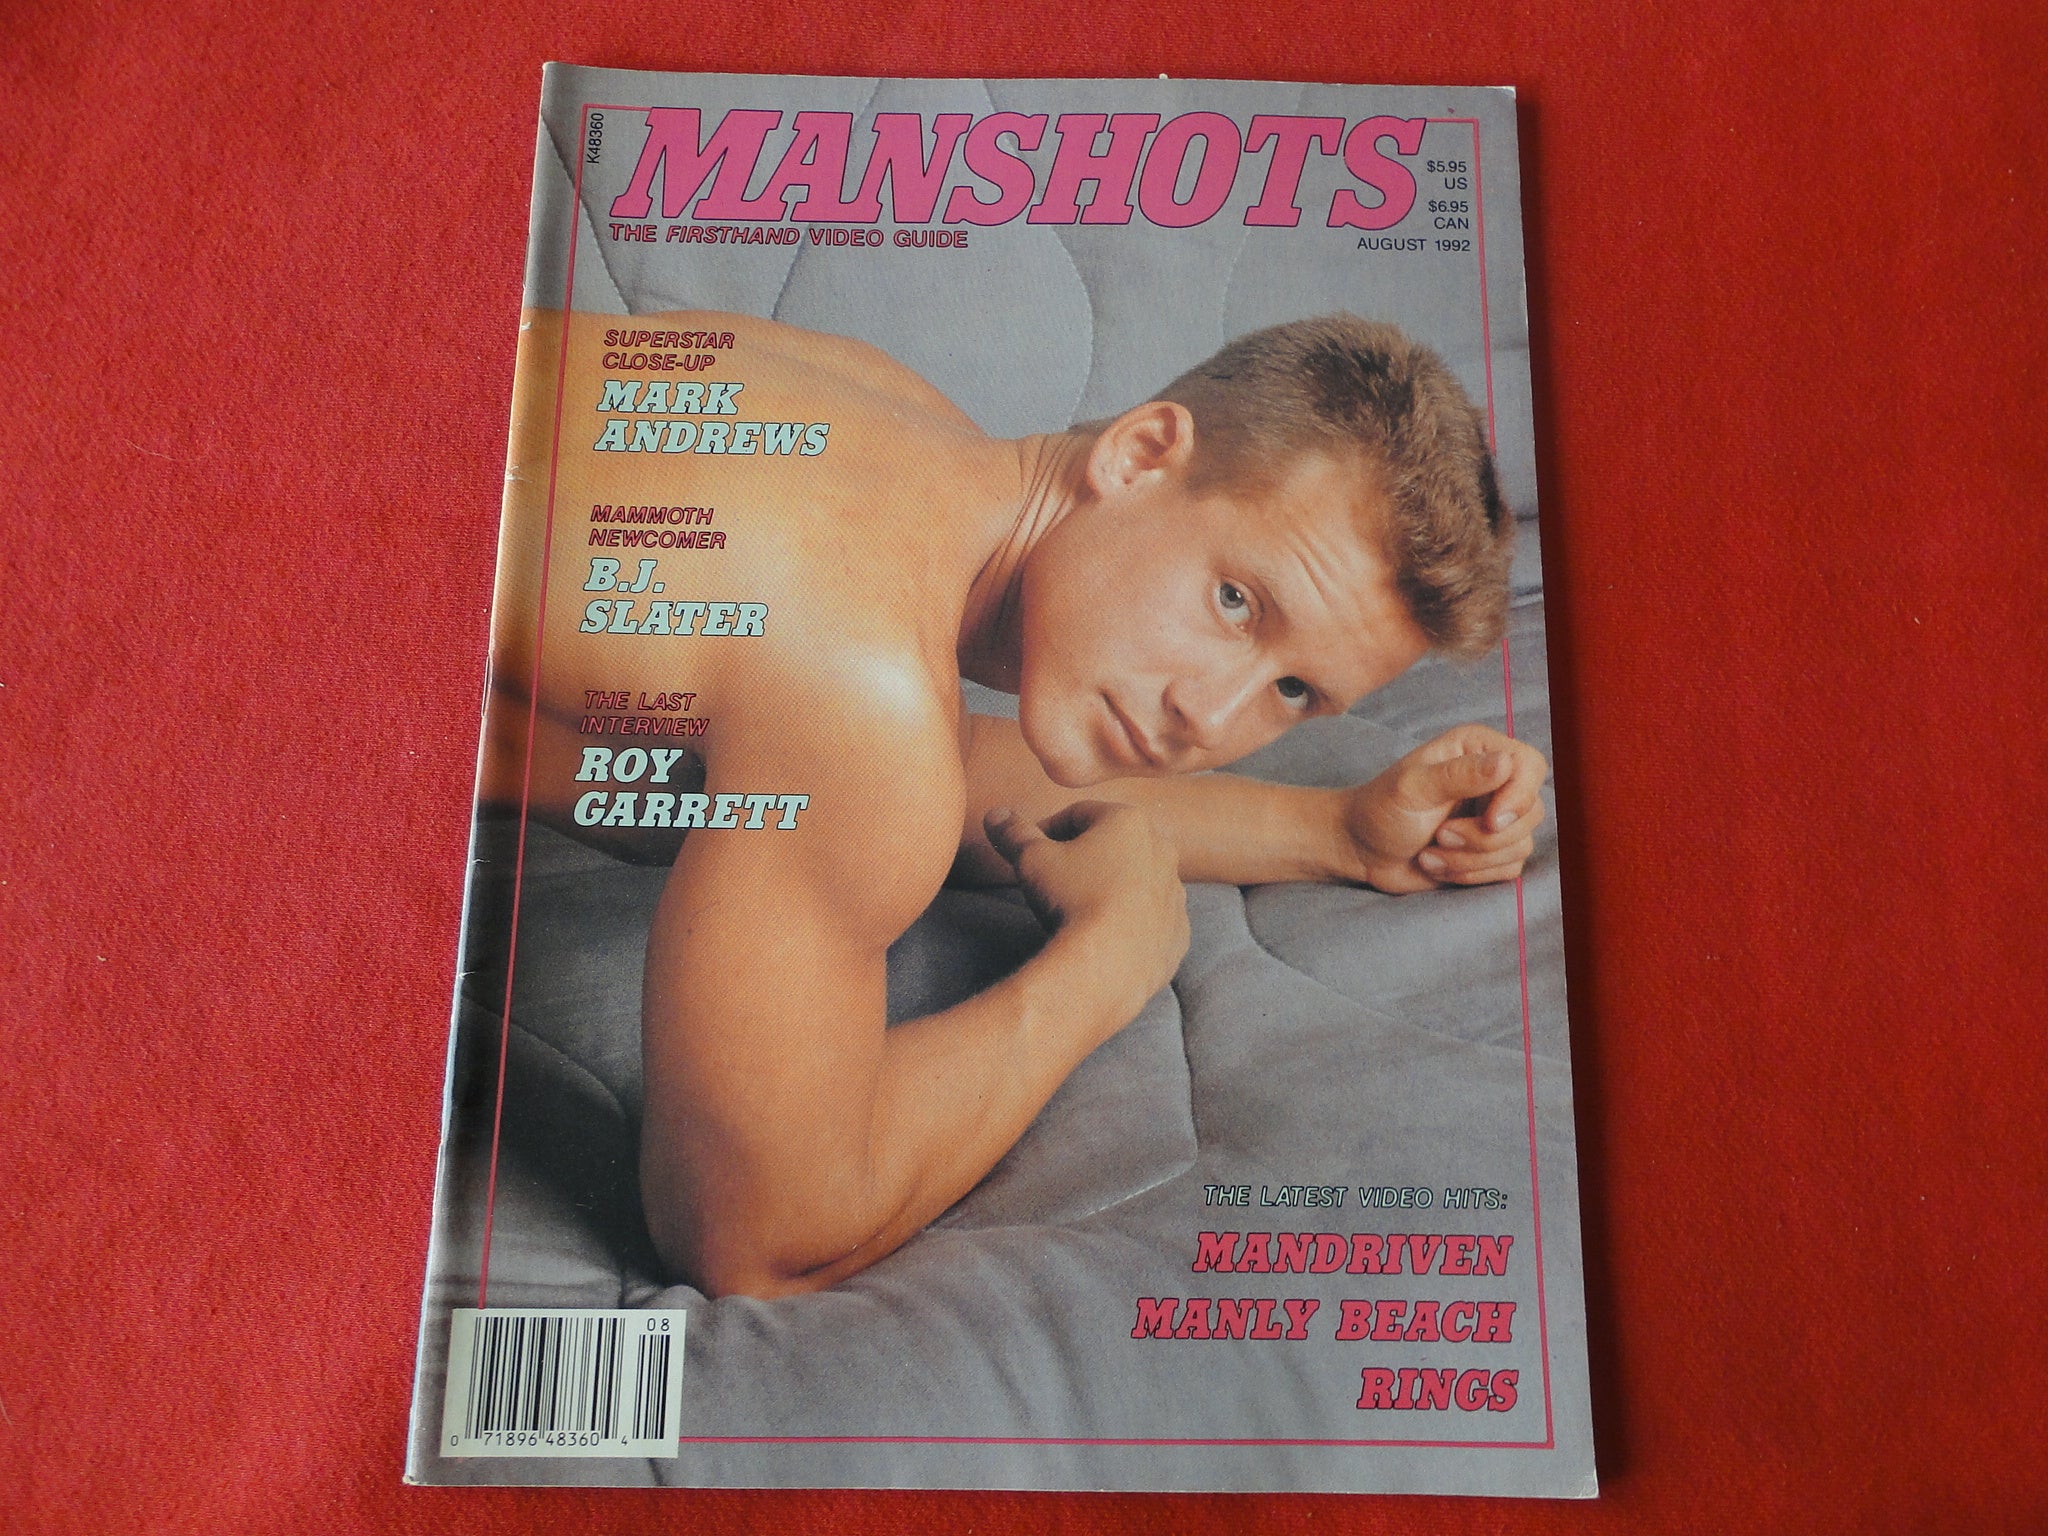 K48360
MANSHOTS
THE FIRSTHAND VIDEO GUIDE
$5.95
US
$6.95
CAN
AUGUST 1992
SUPERSTAR
CLOSE-UP
MARK
ANDREWS
MAMMOTH
NEWCOMER
B.J.
SLATER
THE LAST
INTERVIEW
ROY
GARRETT
THE LATEST VIDEO HITS:
MANDRIVEN
MANLY BEACH
RINGS
08
0 71896 48360 4